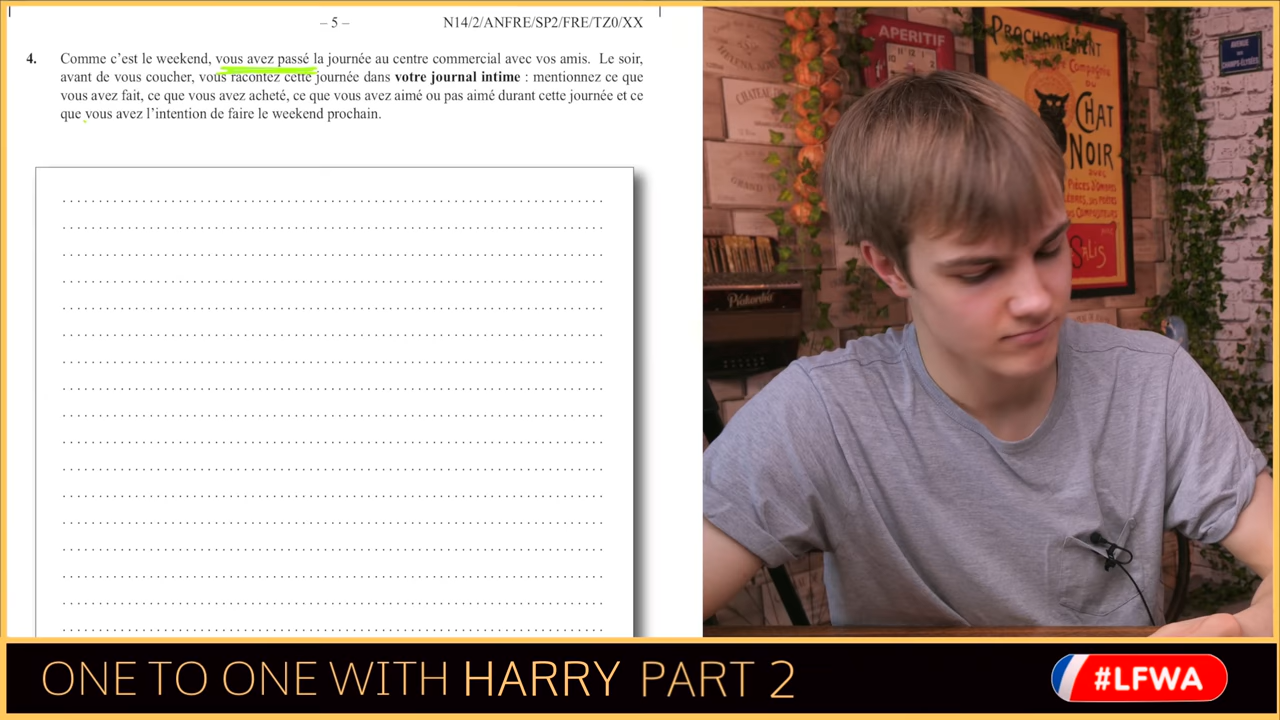 – 5 –
N14/2/ANFRE/SP2/FRE/TZ0/XX
4. Comme c'est le weekend, vous avez passé la journée au centre commercial avec vos amis. Le soir,
avant de vous coucher, vous racontez cette journée dans votre journal intime : mentionnez ce que
vous avez fait, ce que vous avez acheté, ce que vous avez aimé ou pas aimé durant cette journée et ce
que vous avez l'intention de faire le weekend prochain.
APERITIF
PROCHAINEMENT
CHAT
NOIR
SALIS
AVENUE
CHAMPS-ÉLYSÉES
ONE TO ONE WITH HARRY PART 2
#LFWA